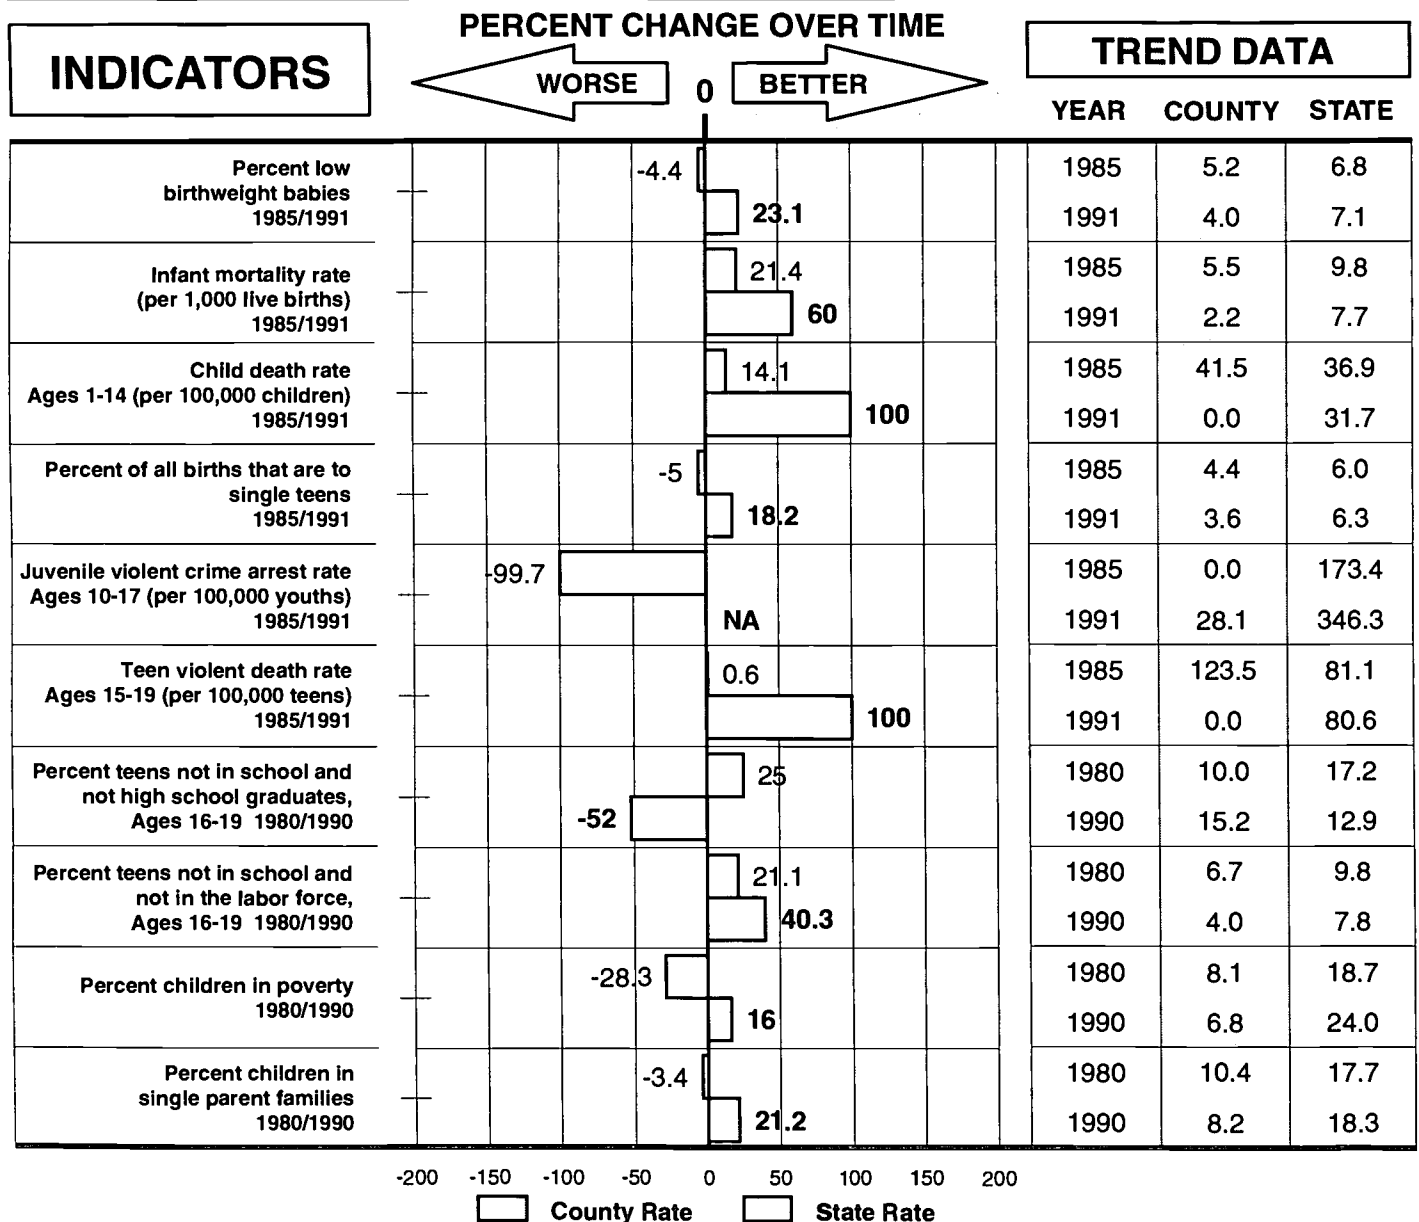 PERCENT CHANGE OVER TIME
INDICATORS
WORSE 0 BETTER
TREND DATA
YEAR COUNTY STATE
Percent low
birthweight babies
1985/1991
-4.4
23.1
1985 5.2 6.8
1991 4.0 7.1
Infant mortality rate
(per 1,000 live births)
1985/1991
21.4
60
1985 5.5 9.8
1991 2.2 7.7
Child death rate
Ages 1-14 (per 100,000 children)
1985/1991
14.1
100
1985 41.5 36.9
1991 0.0 31.7
Percent of all births that are to
single teens
1985/1991
-5
18.2
1985 4.4 6.0
1991 3.6 6.3
Juvenile violent crime arrest rate
Ages 10-17 (per 100,000 youths)
1985/1991
-99.7
NA
1985 0.0 173.4
1991 28.1 346.3
Teen violent death rate
Ages 15-19 (per 100,000 teens)
1985/1991
0.6
100
1985 123.5 81.1
1991 0.0 80.6
Percent teens not in school and
not high school graduates,
Ages 16-19 1980/1990
25
-52
1980 10.0 17.2
1990 15.2 12.9
Percent teens not in school and
not in the labor force,
Ages 16-19 1980/1990
21.1
40.3
1980 6.7 9.8
1990 4.0 7.8
Percent children in poverty
1980/1990
-28.3
16
1980 8.1 18.7
1990 6.8 24.0
Percent children in
single parent families
1980/1990
-3.4
21.2
1980 10.4 17.7
1990 8.2 18.3
-200 -150 -100 -50 0 50 100 150 200
County Rate State Rate